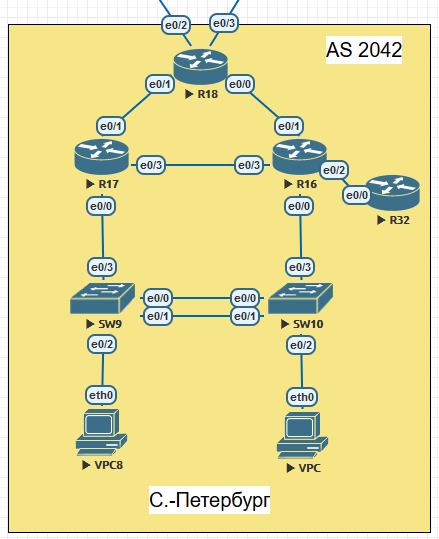 e0/2
e0/3
AS 2042
R18
e0/1
e0/0
e0/1
e0/1
e0/3
e0/3
e0/2
R17
R16
e0/0
R32
e0/0
e0/0
e0/3
e0/3
e0/0
e0/0
e0/1
e0/1
SW9
SW10
e0/2
e0/2
eth0
eth0
VPC8
VPC
С.-Петербург